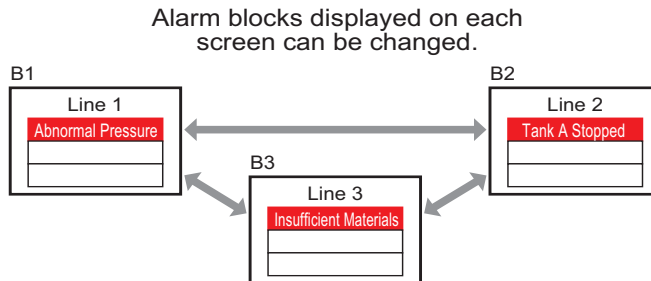 Alarm blocks displayed on each
screen can be changed.
B1
Line 1
Abnormal Pressure
B2
Line 2
Tank A Stopped
B3
Line 3
Insufficient Materials